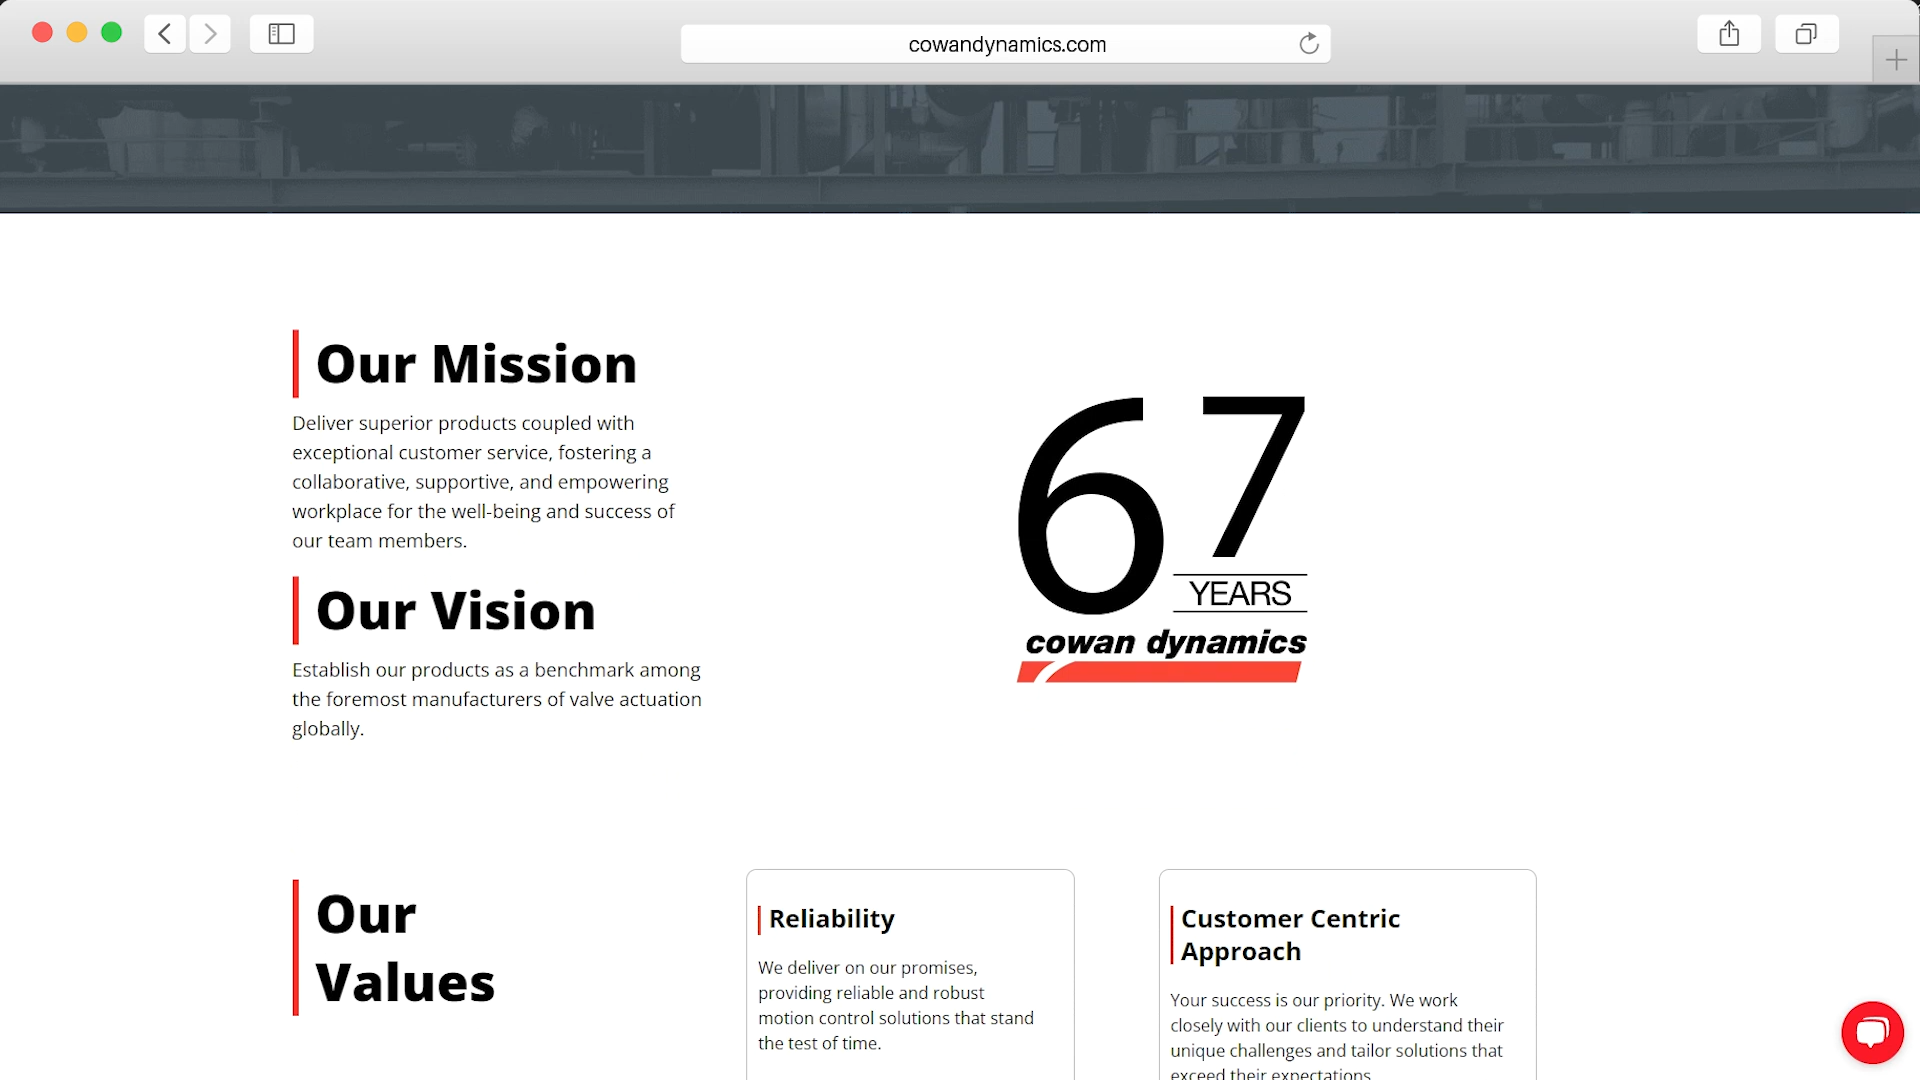 cowandynamics.com
Our Mission
Deliver superior products coupled with
exceptional customer service, fostering a
collaborative, supportive, and empowering
workplace for the well-being and success of
our team members.
Our Vision
Establish our products as a benchmark among
the foremost manufacturers of valve actuation
globally.
67
YEARS
cowan dynamics
Our
Values
Reliability
We deliver on our promises,
providing reliable and robust
motion control solutions that stand
the test of time.
Customer Centric
Approach
Your success is our priority. We work
closely with our clients to understand their
unique challenges and tailor solutions that
exceed their expectations